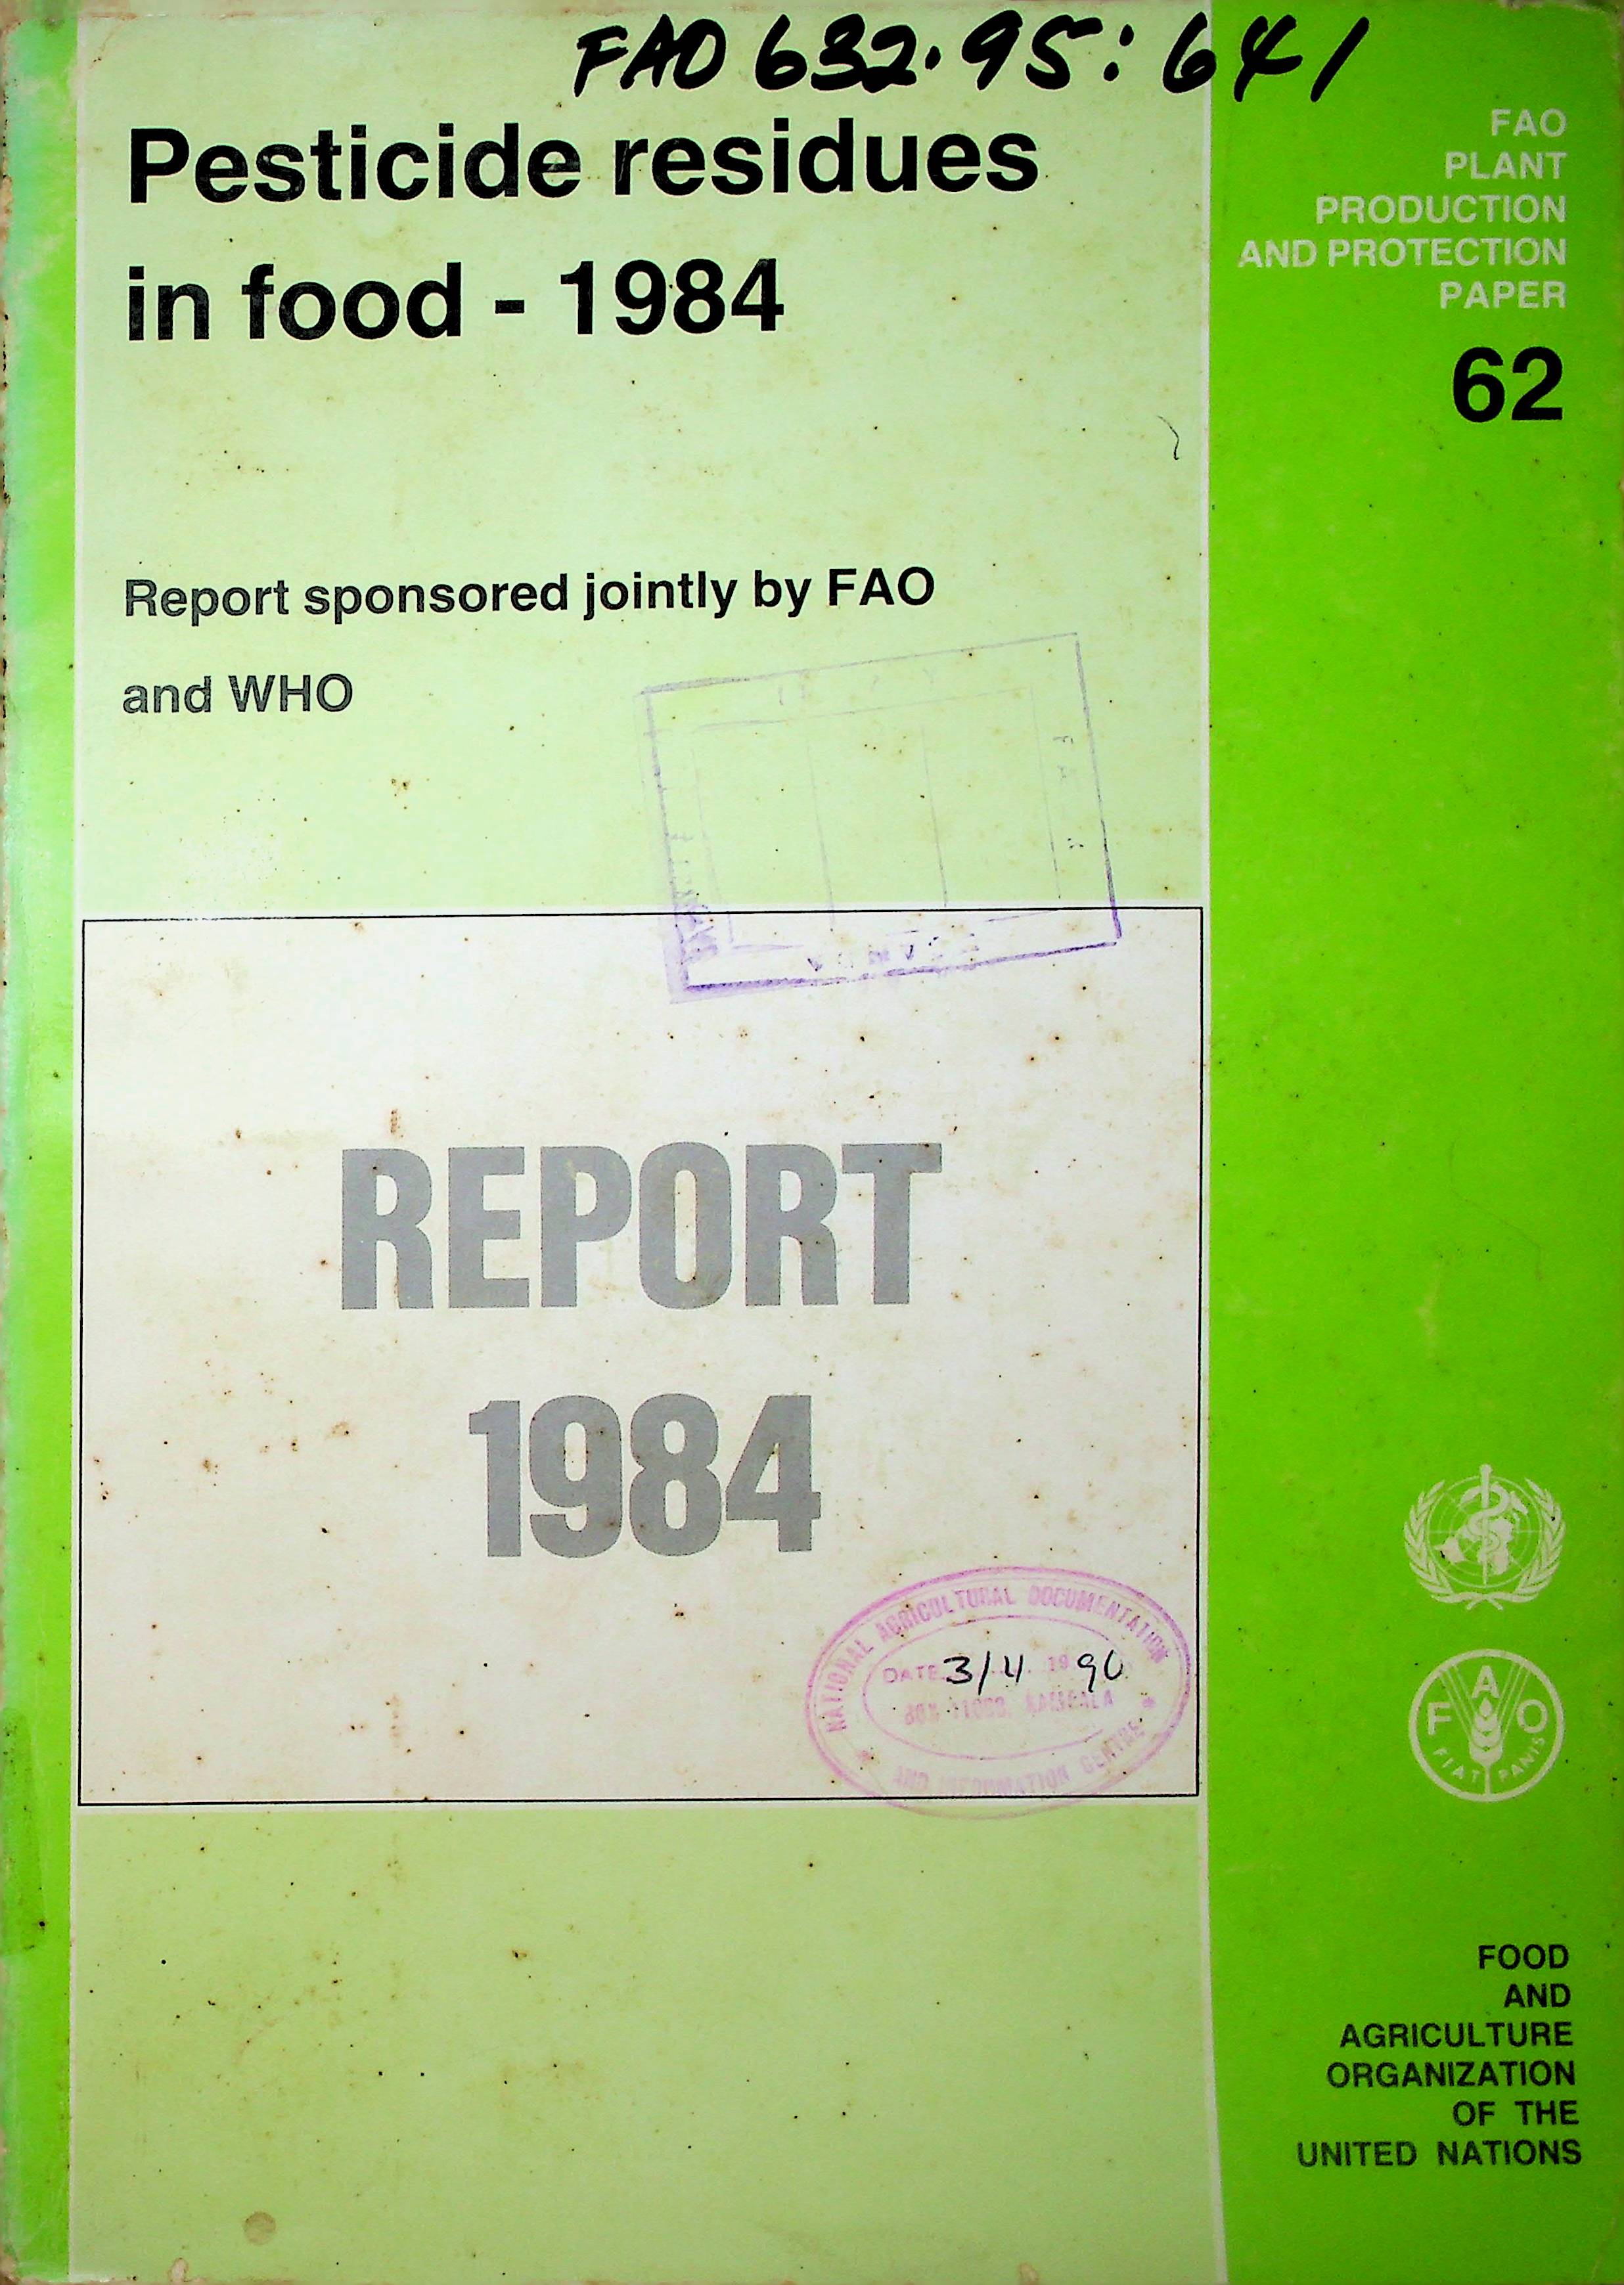 FAO 632.95:641
Pesticide residues
in food - 1984
FAO
PLANT
PRODUCTION
AND PROTECTION
PAPER
62
Report sponsored jointly by FAO
and WHO
REPORT
1984
NATIONAL AGRICULTURAL DOCUMENTATION
DATE 3/4 1990
BOX KAMPALA
AND INFORMATION CENTRE
F A O
FIAT PANIS
FOOD
AND
AGRICULTURE
ORGANIZATION
OF THE
UNITED NATIONS